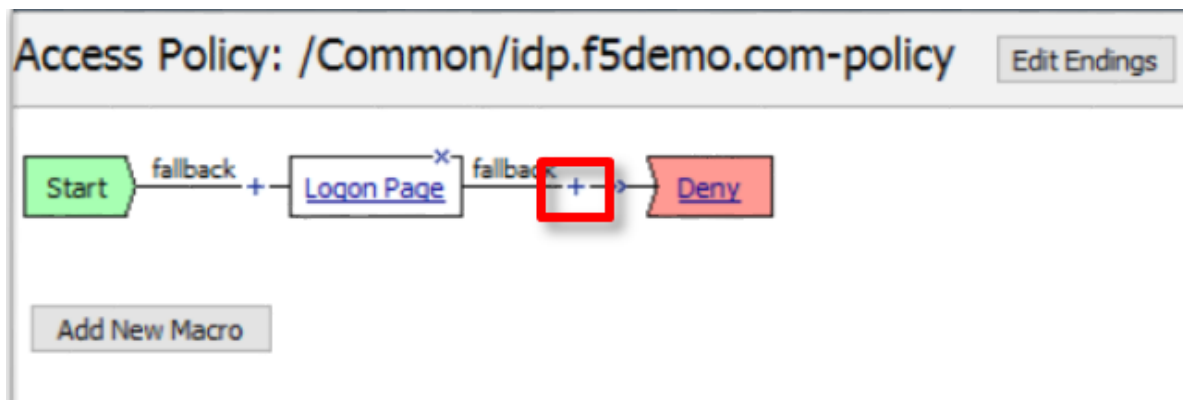 Access Policy: /Common/idp.f5demo.com-policy Edit Endings
Start fallback + Logon Page x fallback + Deny
Add New Macro